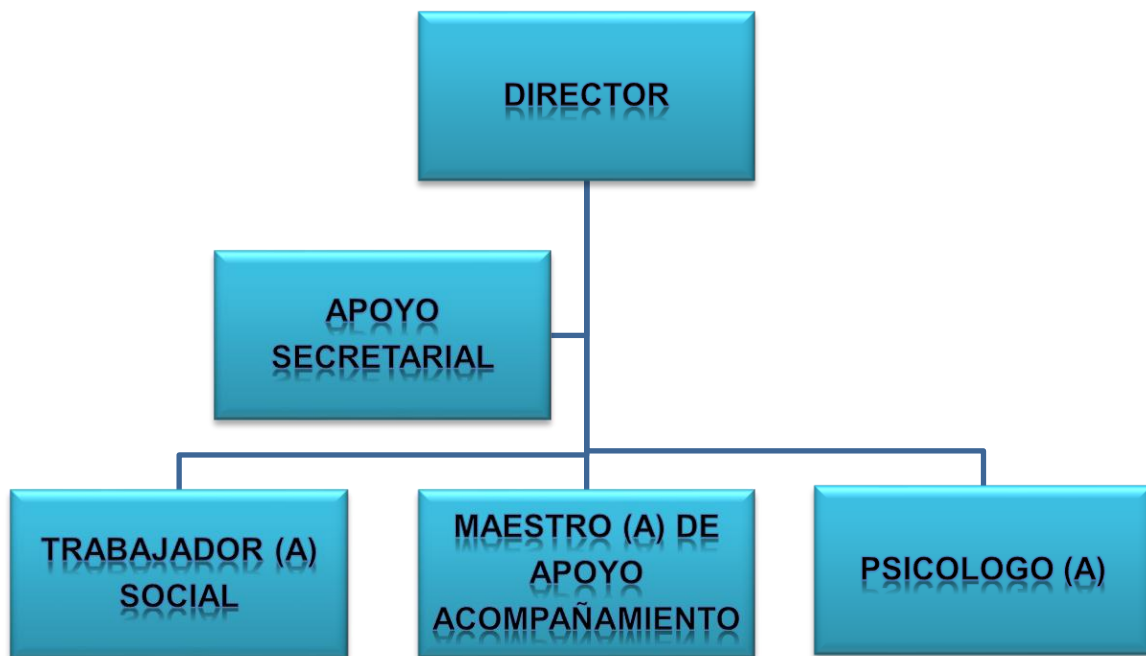 DIRECTOR
APOYO
SECRETARIAL
TRABAJADOR (A)
SOCIAL
MAESTRO (A) DE
APOYO
ACOMPAÑAMIENTO
PSICOLOGO (A)